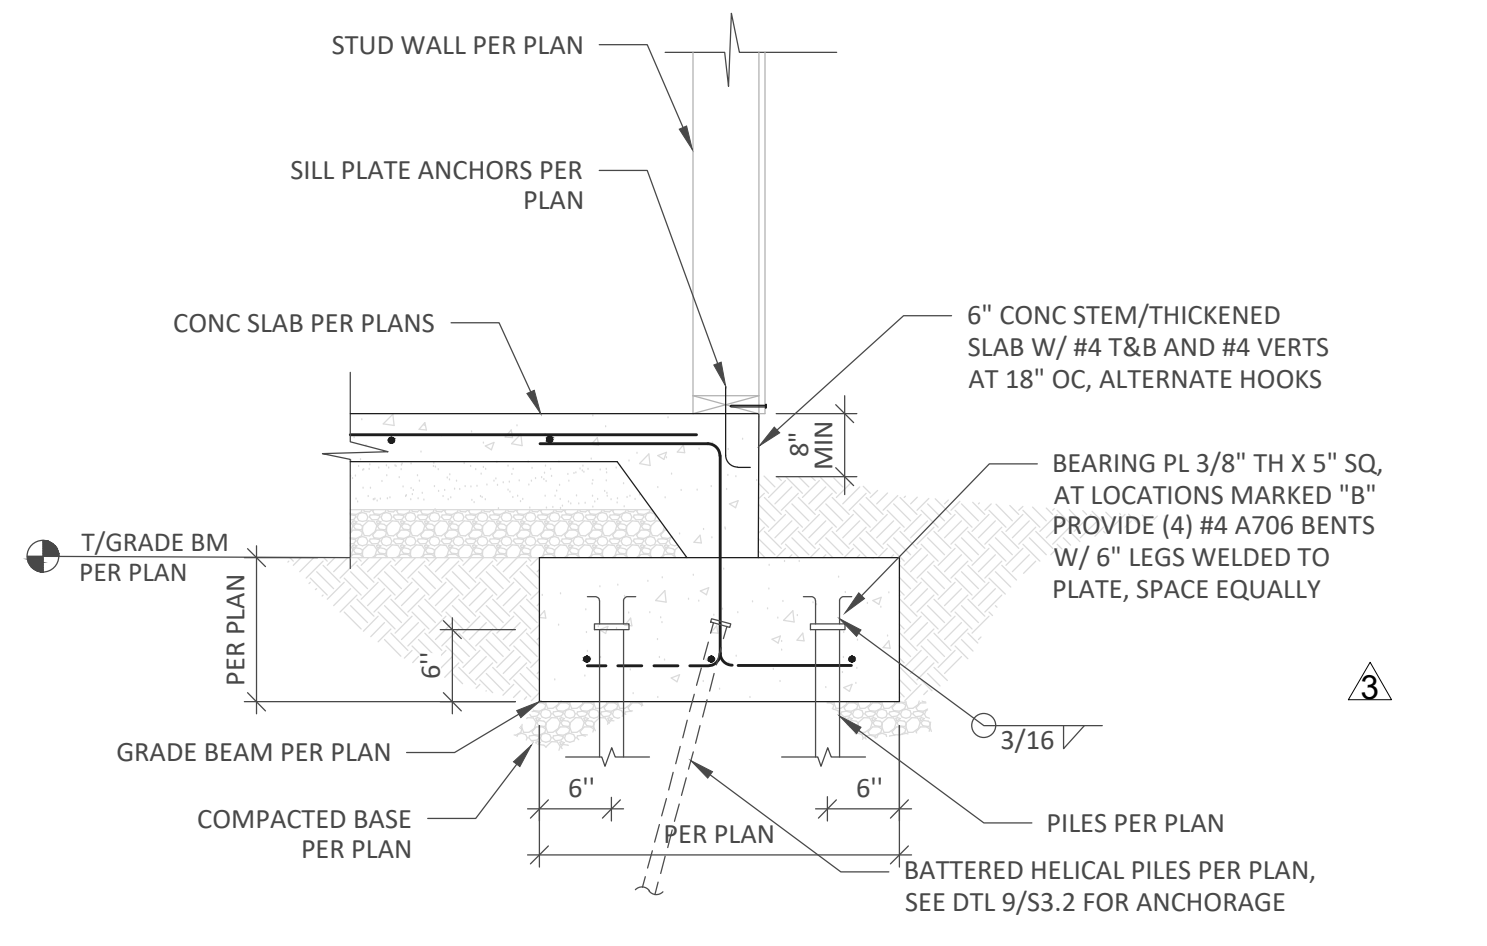 STUD WALL PER PLAN
SILL PLATE ANCHORS PER
PLAN
CONC SLAB PER PLANS
6" CONC STEM/THICKENED
SLAB W/ #4 T&B AND #4 VERTS
AT 18" OC, ALTERNATE HOOKS
8"
MIN
BEARING PL 3/8" TH X 5" SQ,
AT LOCATIONS MARKED "B"
PROVIDE (4) #4 A706 BENTS
W/ 6" LEGS WELDED TO
PLATE, SPACE EQUALLY
T/GRADE BM
PER PLAN
PER PLAN
6"
3
3/16
GRADE BEAM PER PLAN
6"
6"
COMPACTED BASE
PER PLAN
PER PLAN
PILES PER PLAN
BATTERED HELICAL PILES PER PLAN,
SEE DTL 9/S3.2 FOR ANCHORAGE